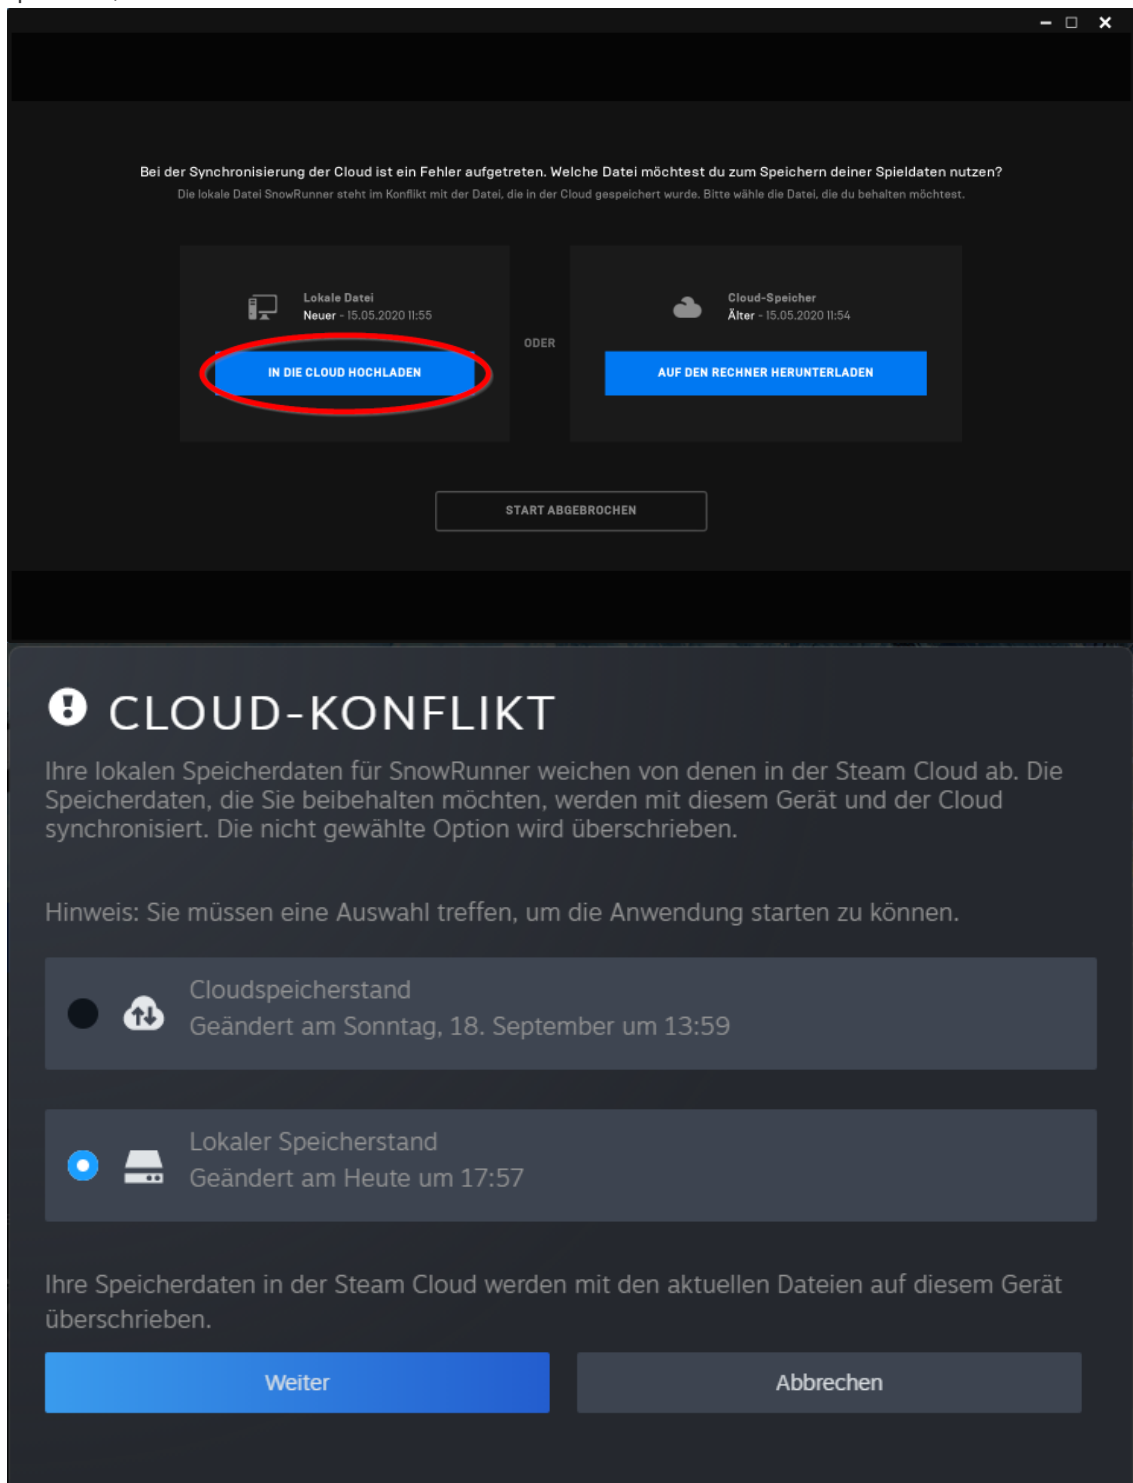 Bei der Synchronisierung der Cloud ist ein Fehler aufgetreten. Welche Datei möchtest du zum Speichern deiner Spieldaten nutzen?
Die lokale Datei SnowRunner steht im Konflikt mit der Datei, die in der Cloud gespeichert wurde. Bitte wähle die Datei, die du behalten möchtest.
Lokale Datei
Neuer - 15.05.2020 11:55
IN DIE CLOUD HOCHLADEN
ODER
Cloud-Speicher
Älter - 15.05.2020 11:54
AUF DEN RECHNER HERUNTERLADEN
START ABGEBROCHEN
CLOUD-KONFLIKT
Ihre lokalen Speicherdaten für SnowRunner weichen von denen in der Steam Cloud ab. Die
Speicherdaten, die Sie beibehalten möchten, werden mit diesem Gerät und der Cloud
synchronisiert. Die nicht gewählte Option wird überschrieben.
Hinweis: Sie müssen eine Auswahl treffen, um die Anwendung starten zu können.
Cloudspeicherstand
Geändert am Sonntag, 18. September um 13:59
Lokaler Speicherstand
Geändert am Heute um 17:57
Ihre Speicherdaten in der Steam Cloud werden mit den aktuellen Dateien auf diesem Gerät
überschrieben.
Weiter
Abbrechen